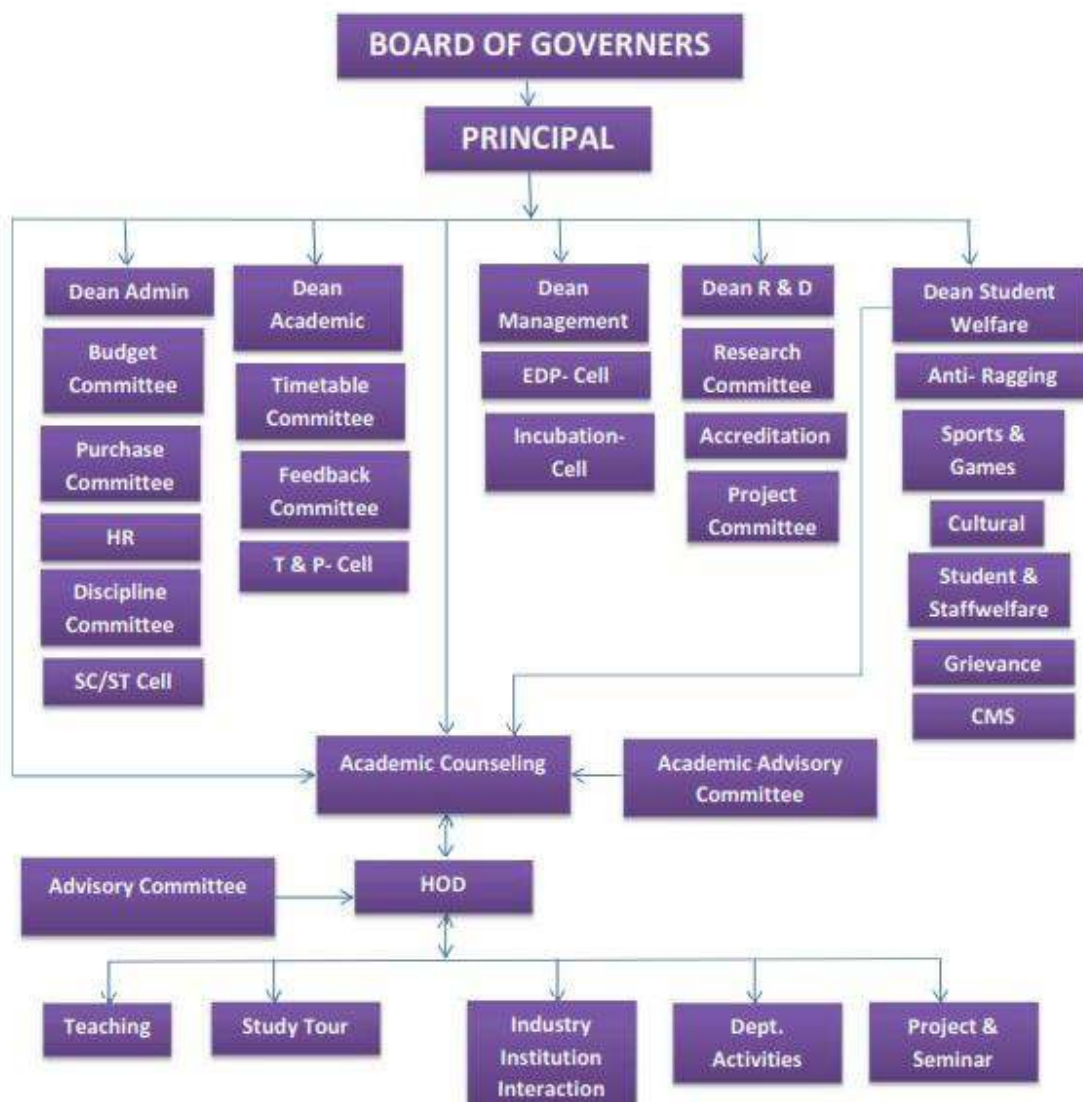 BOARD OF GOVERNERS
PRINCIPAL
Dean Admin
Budget
Committee
Purchase
Committee
HR
Discipline
Committee
SC/ST Cell
Dean
Academic
Timetable
Committee
Feedback
Committee
T & P- Cell
Dean
Management
EDP- Cell
Incubation-
Cell
Dean R & D
Research
Committee
Accreditation
Project
Committee
Dean Student
Welfare
Anti- Ragging
Sports &
Games
Cultural
Student &
Staffwelfare
Grievance
CMS
Academic Counseling
Academic Advisory
Committee
Advisory Committee
HOD
Teaching
Study Tour
Industry
Institution
Interaction
Dept.
Activities
Project &
Seminar